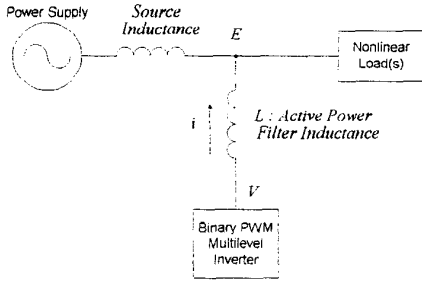 Power Supply
Source
Inductance
E
Nonlinear
Load(s)
i
L : Active Power
Filter Inductance
V
Binary PWM
Multilevel
Inverter